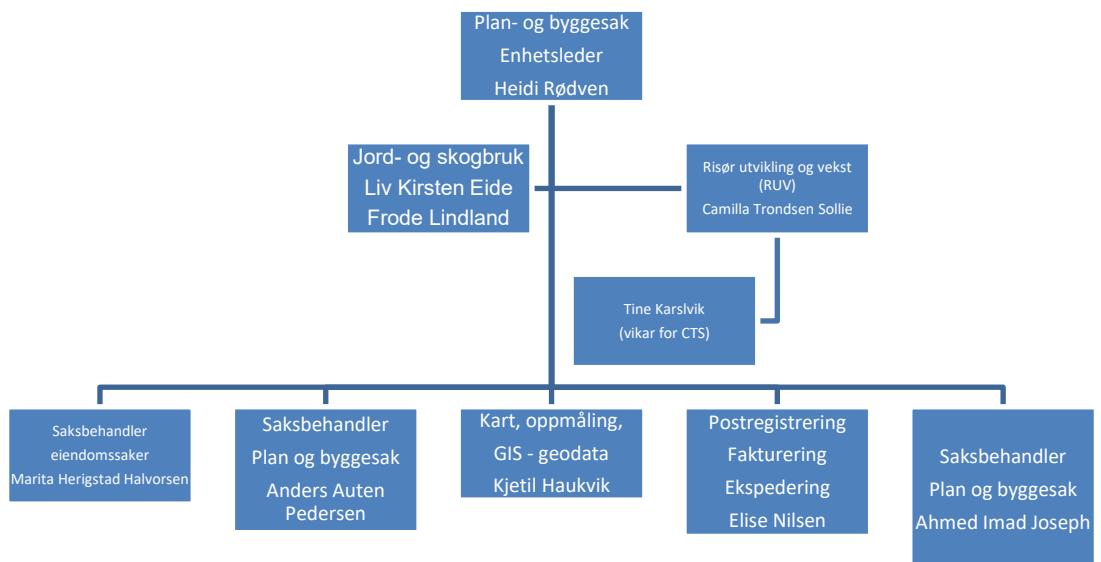 Plan- og byggesak
Enhetsleder
Heidi Rødven
Jord- og skogbruk
Liv Kirsten Eide
Frode Lindland
Risør utvikling og vekst
(RUV)
Camilla Trondsen Sollie
Tine Karslvik
(vikar for CTS)
Saksbehandler
eiendomssaker
Marita Herigstad Halvorsen
Saksbehandler
Plan og byggesak
Anders Auten
Pedersen
Kart, oppmåling,
GIS - geodata
Kjetil Haukvik
Postregistrering
Fakturering
Ekspedering
Elise Nilsen
Saksbehandler
Plan og byggesak
Ahmed Imad Joseph